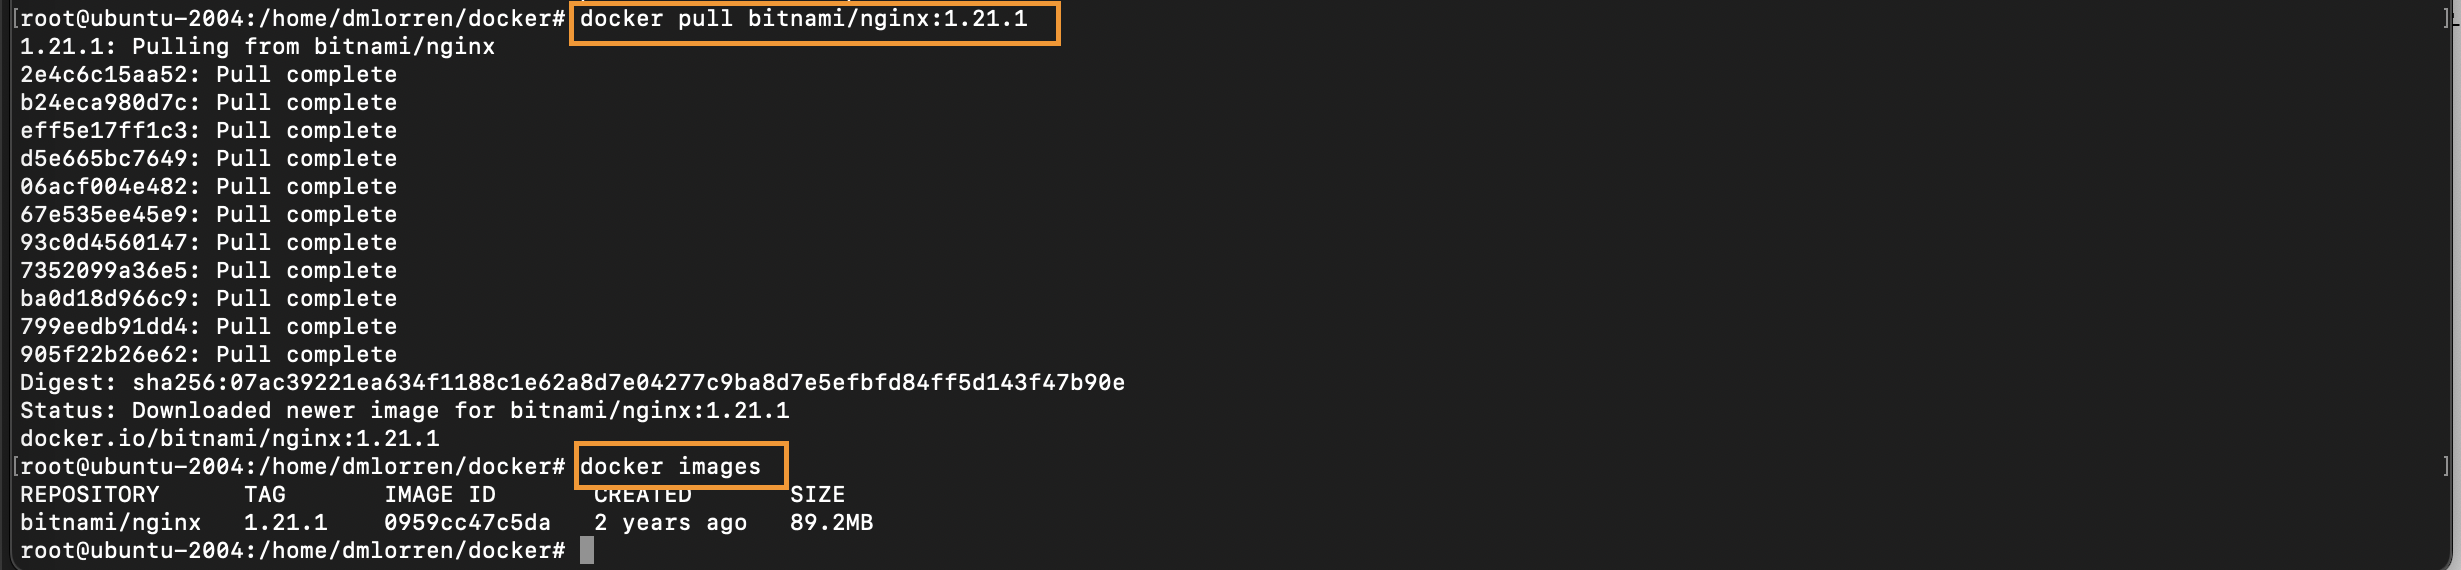 [root@ubuntu-2004:/home/dmlorren/docker# docker pull bitnami/nginx:1.21.1 ]
1.21.1: Pulling from bitnami/nginx
2e4c6c15aa52: Pull complete
b24eca980d7c: Pull complete
eff5e17ff1c3: Pull complete
d5e665bc7649: Pull complete
06acf004e482: Pull complete
67e535ee45e9: Pull complete
93c0d4560147: Pull complete
7352099a36e5: Pull complete
ba0d18d966c9: Pull complete
799eedb91dd4: Pull complete
905f22b26e62: Pull complete
Digest: sha256:07ac39221ea634f1188c1e62a8d7e04277c9ba8d7e5efbfd84ff5d143f47b90e
Status: Downloaded newer image for bitnami/nginx:1.21.1
docker.io/bitnami/nginx:1.21.1
[root@ubuntu-2004:/home/dmlorren/docker# docker images ]
REPOSITORY TAG IMAGE ID CREATED SIZE
bitnami/nginx 1.21.1 0959cc47c5da 2 years ago 89.2MB
root@ubuntu-2004:/home/dmlorren/docker#